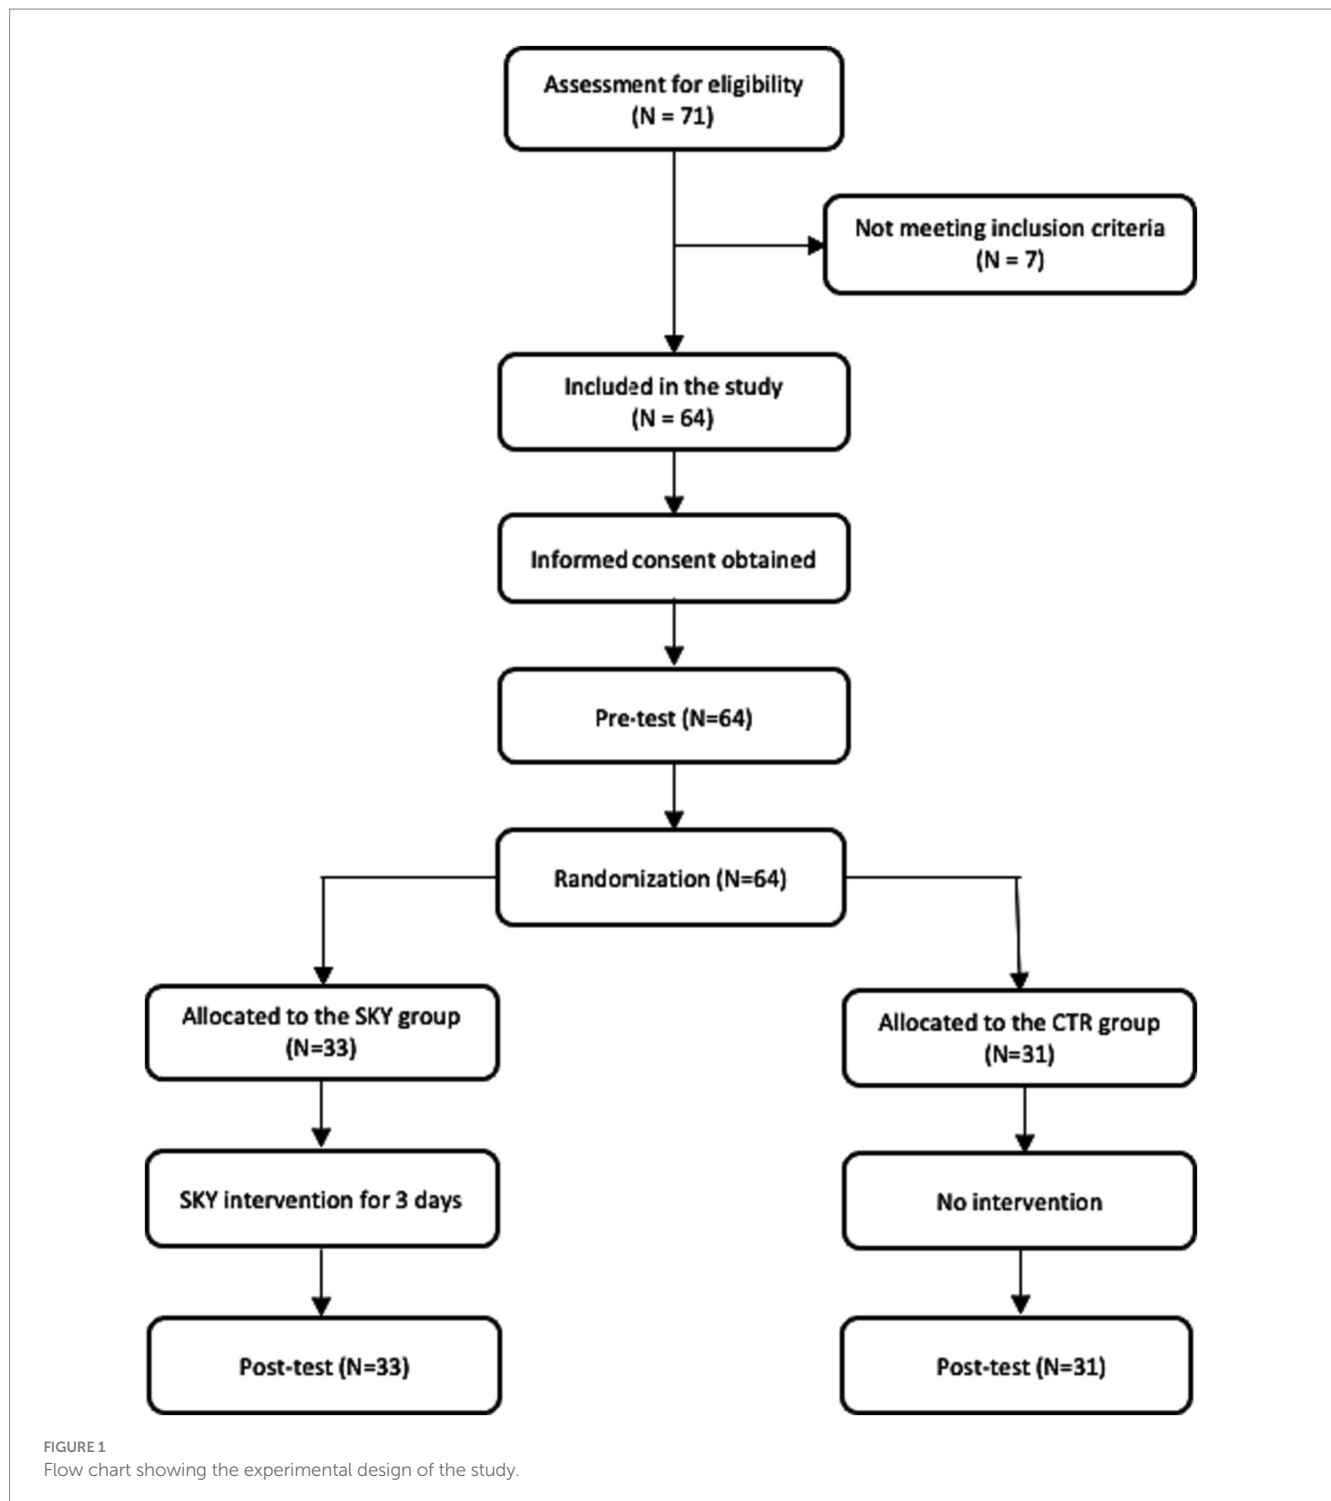 Assessment for eligibility
(N = 71)
Not meeting inclusion criteria
(N = 7)
Included in the study
(N = 64)
Informed consent obtained
Pre-test (N=64)
Randomization (N=64)
Allocated to the SKY group
(N=33)
Allocated to the CTR group
(N=31)
SKY intervention for 3 days
No intervention
Post-test (N=33)
Post-test (N=31)
FIGURE 1
Flow chart showing the experimental design of the study.